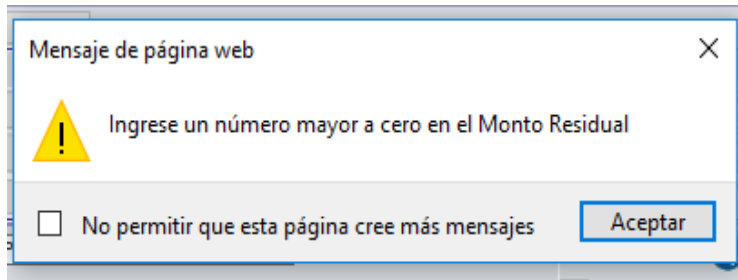 Mensaje de página web
Ingrese un número mayor a cero en el Monto Residual
No permitir que esta página cree más mensajes
Aceptar